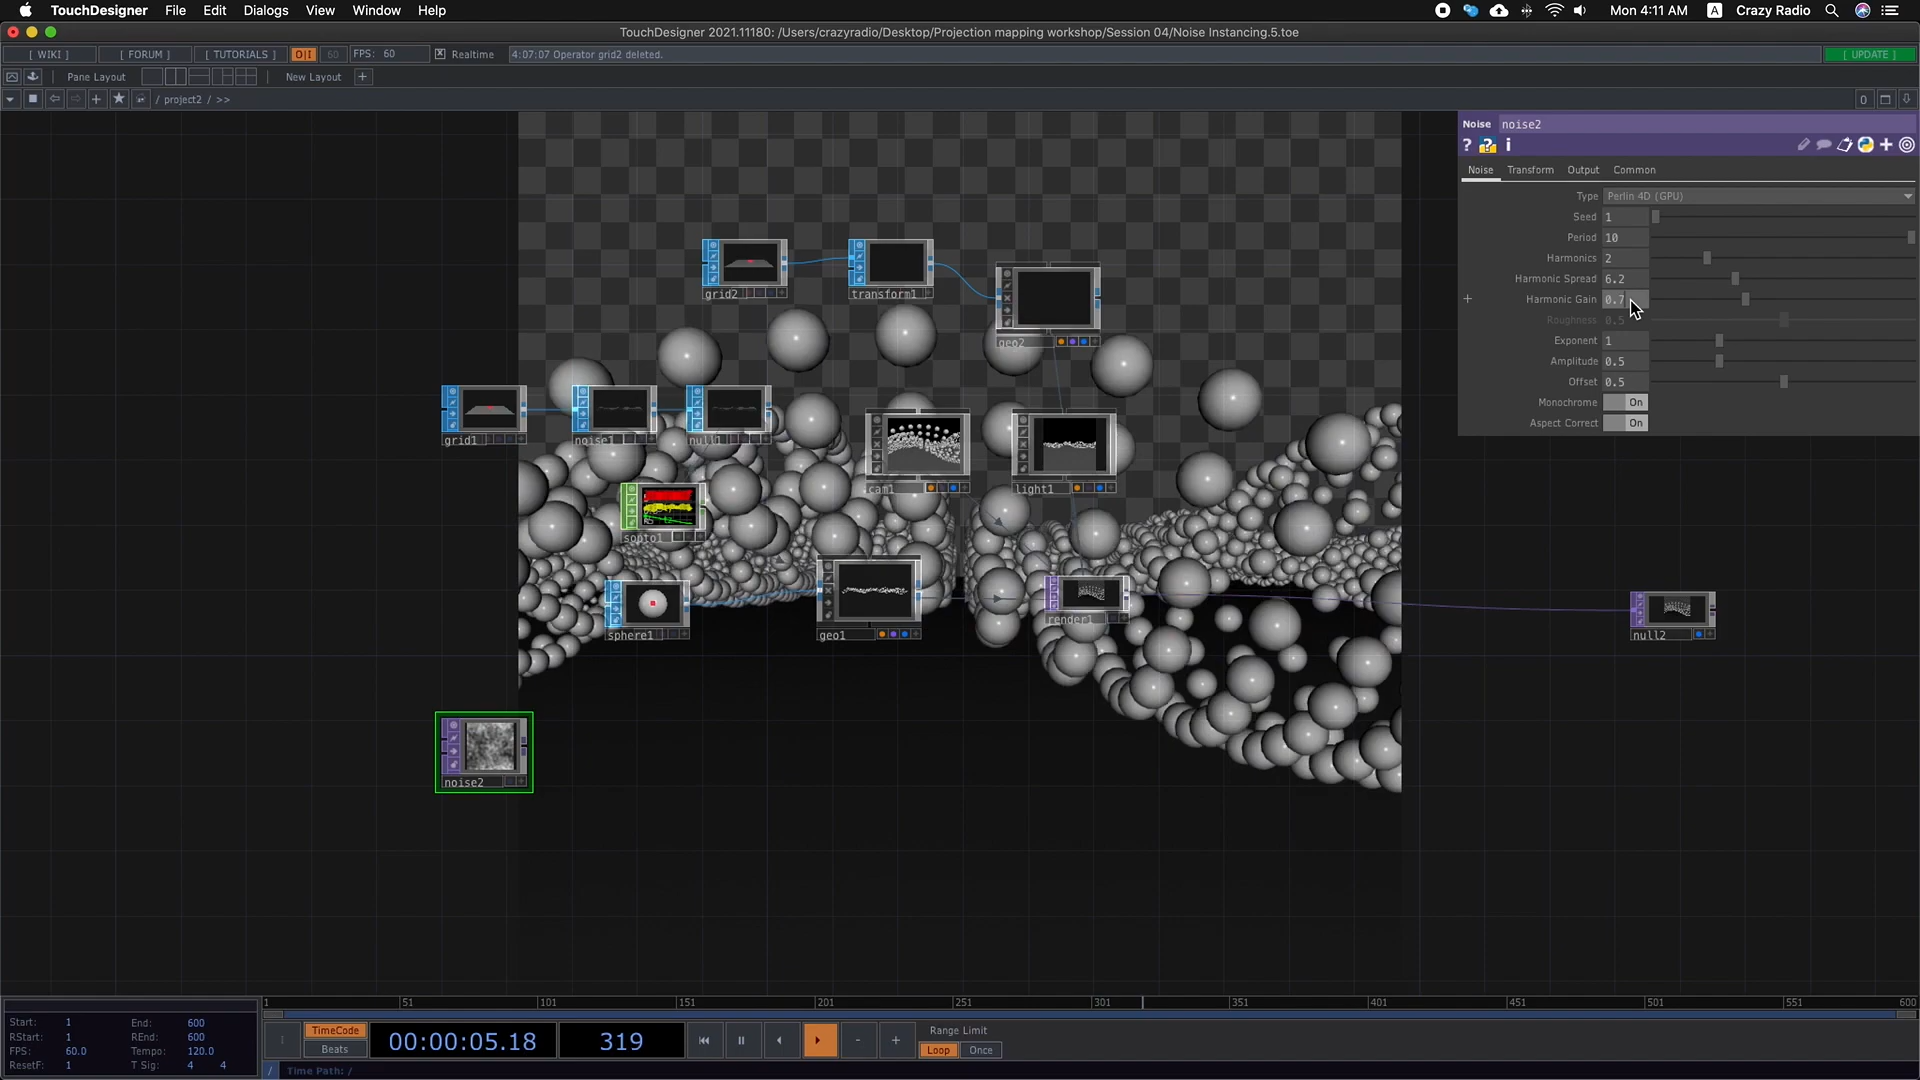 TouchDesigner File Edit Dialogs View Window Help Mon 4:11 AM A Crazy Radio
TouchDesigner 2021.11180: /Users/crazyradio/Desktop/Projection mapping workshop/Session 04/Noise Instancing.5.toe
[ WIKI ] [ FORUM ] [ TUTORIALS ] O|I 60 FPS: 60 Realtime 4:07:07 Operator grid2 deleted. [ UPDATE ]
Pane Layout New Layout +
/ project2 / >> 0
Noise noise2
? ? i
Noise Transform Output Common
Type Perlin 4D (GPU)
Seed 1
Period 10
Harmonics 2
Harmonic Spread 6.2
+ Harmonic Gain 0.7
Roughness 0.5
Exponent 1
Amplitude 0.5
Offset 0.5
Monochrome On
Aspect Correct On
grid2 transform1
geo2
grid1 noise1 null1
cam1 light1
sopto1
render1
sphere1 geo1 null2
noise2
1 51 101 151 201 251 301 351 401 451 501 551 600
Start: 1 End: 600
RStart: 1 REnd: 600
FPS: 60.0 Tempo: 120.0
ResetF: 1 T Sig: 4 4
TimeCode
Beats
00:00:05.18 319
- +
Range Limit
Loop Once
/ Time Path: /